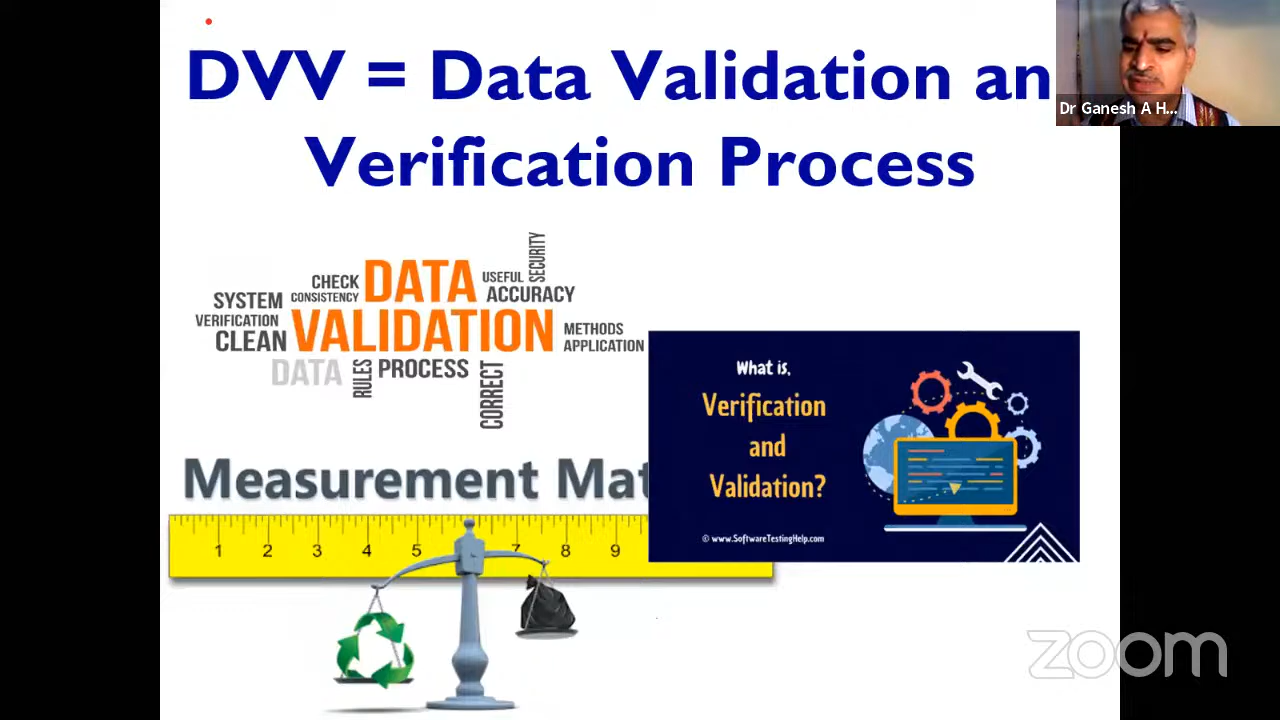 DVV = Data Validation an
Verification Process
Dr Ganesh A H...
SECURITY
CHECK
DATA
USEFUL
SYSTEM
CONSISTENCY
ACCURACY
VERIFICATION
VALIDATION
METHODS
CLEAN
APPLICATION
DATA
RULES
PROCESS
CORRECT
What is,
Verification
and
Validation?
© www.SoftwareTestingHelp.com
Measurement Mat
1 2 3 4 5 7 8 9
zoom